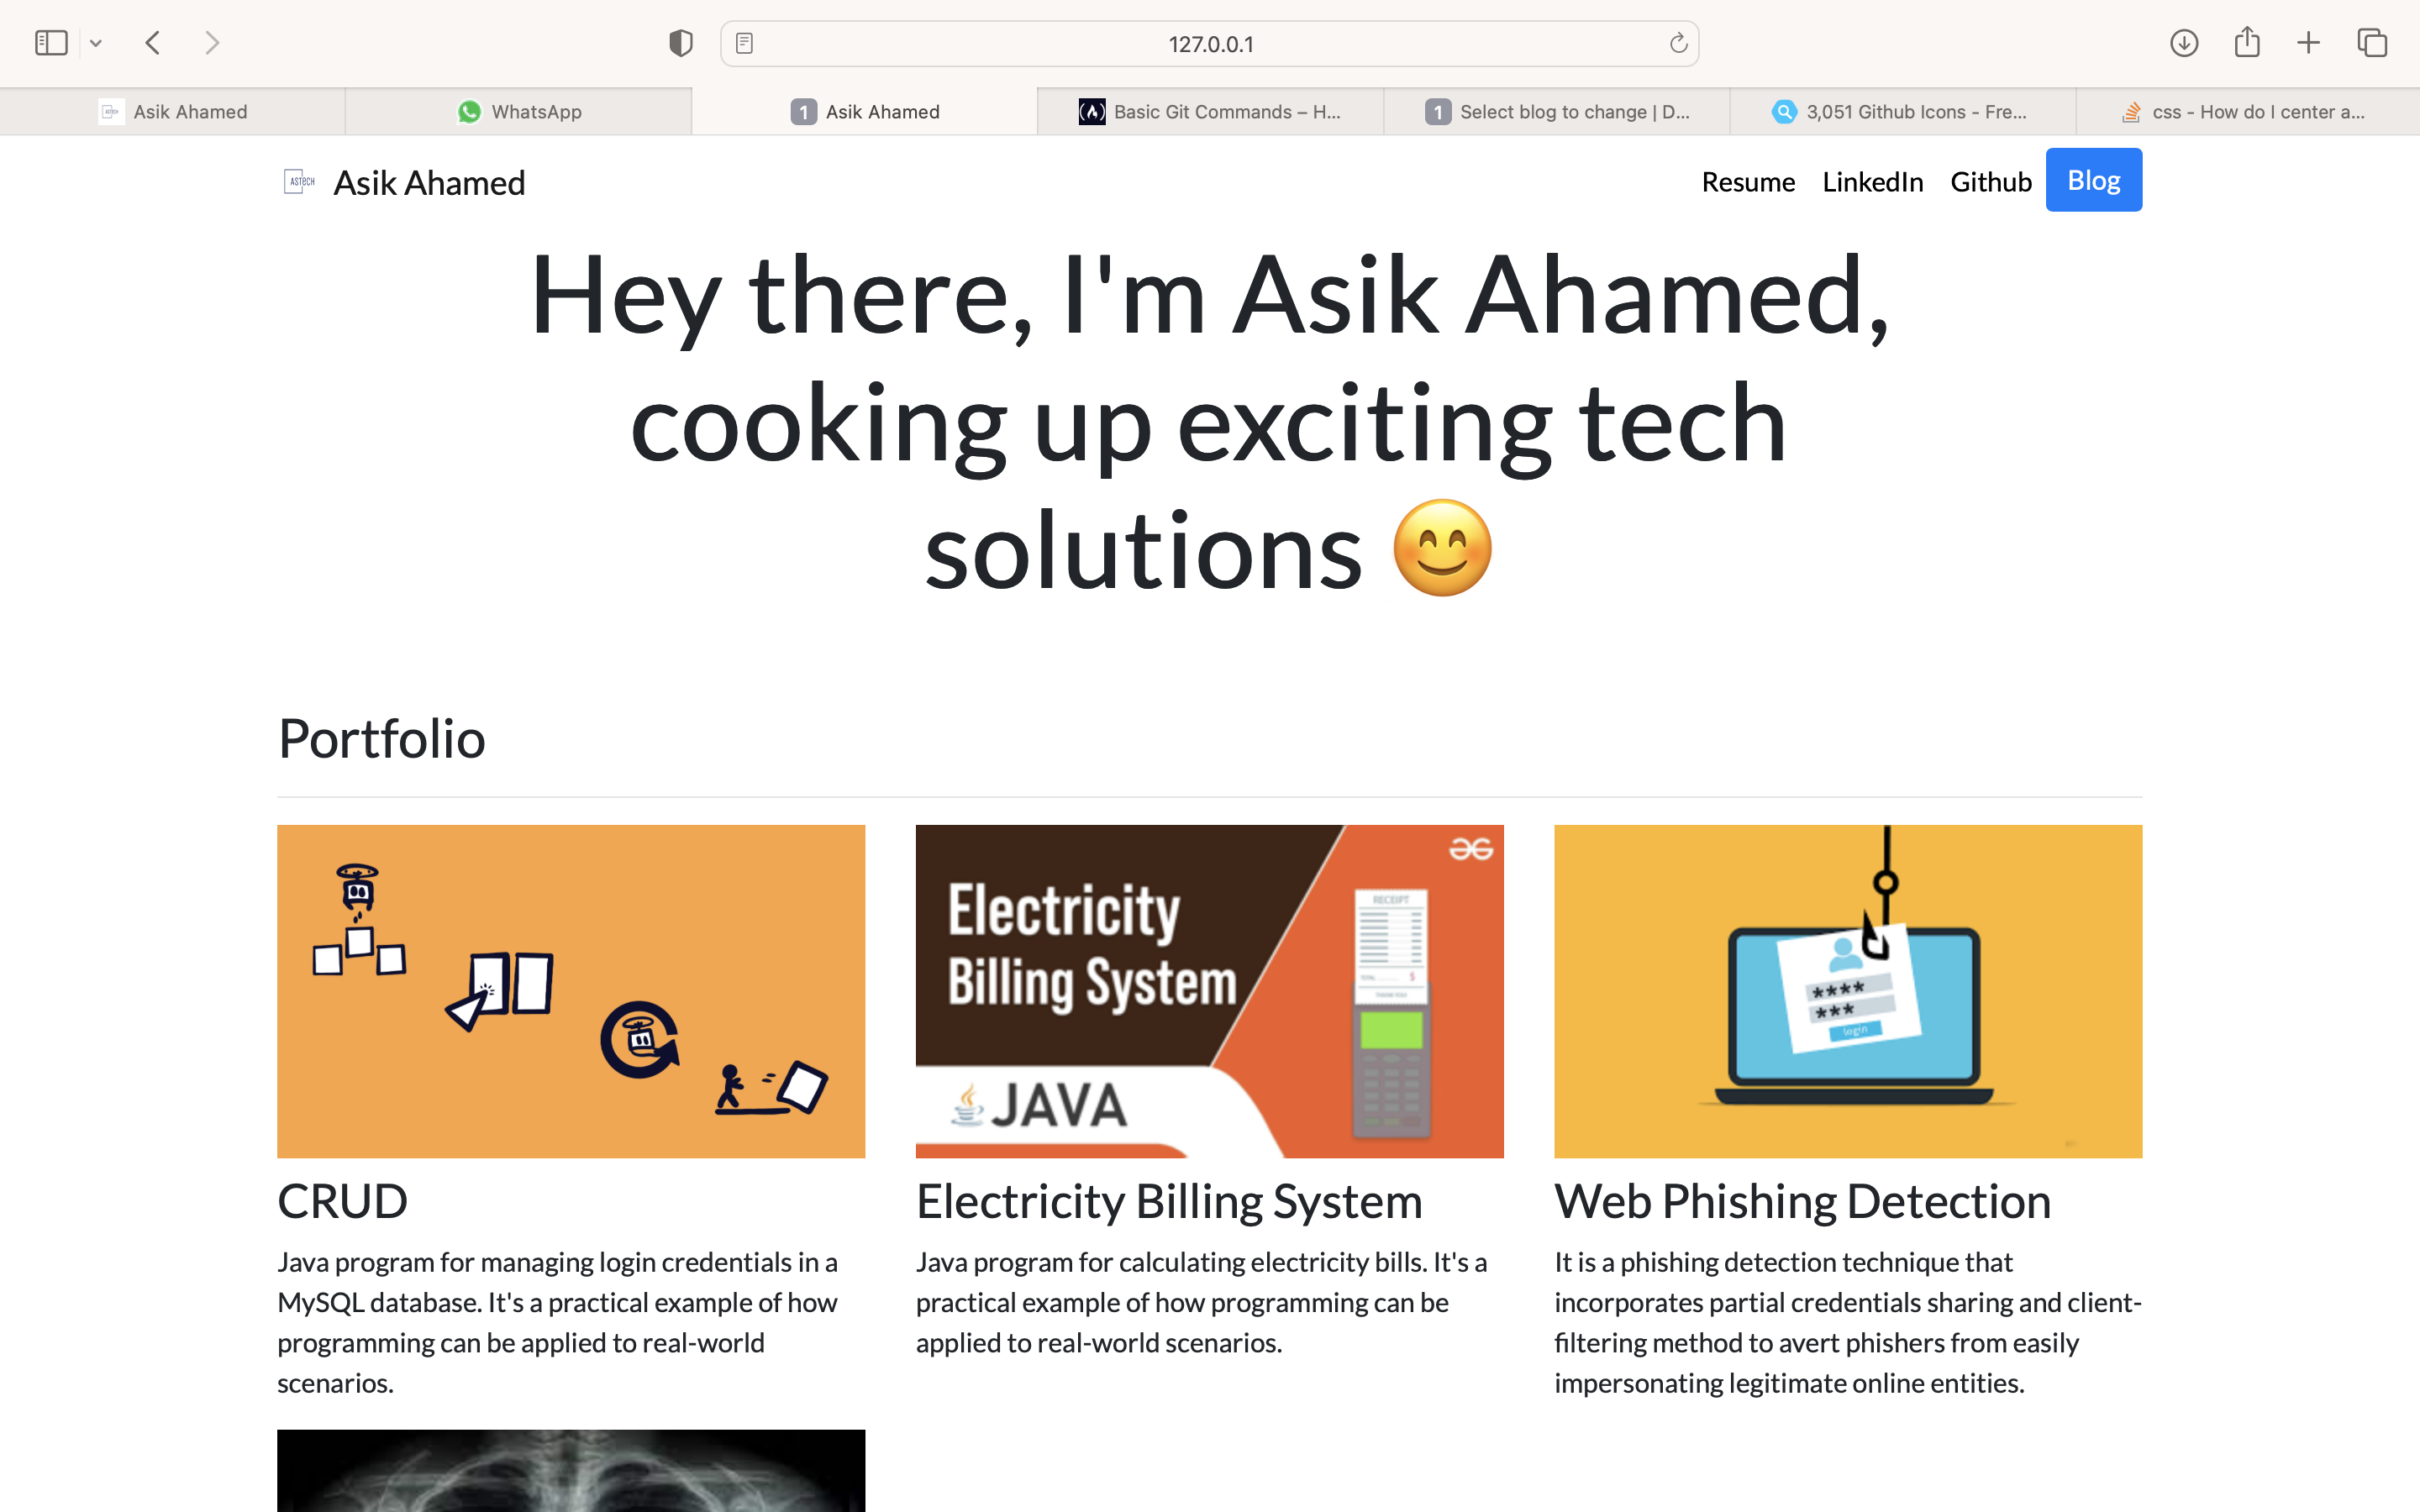 127.0.0.1
Asik Ahamed
WhatsApp
1 Asik Ahamed
Basic Git Commands – H...
1 Select blog to change | D...
3,051 Github Icons - Fre...
css - How do I center a...
ASTECH Asik Ahamed
Resume LinkedIn Github Blog
Hey there, I'm Asik Ahamed,
cooking up exciting tech
solutions 😊
Portfolio
Electricity
Billing System
JAVA
RECEIPT
TOTAL
$
THANK YOU
****
***
login
CRUD
Java program for managing login credentials in a
MySQL database. It's a practical example of how
programming can be applied to real-world
scenarios.
Electricity Billing System
Java program for calculating electricity bills. It's a
practical example of how programming can be
applied to real-world scenarios.
Web Phishing Detection
It is a phishing detection technique that
incorporates partial credentials sharing and client-
filtering method to avert phishers from easily
impersonating legitimate online entities.